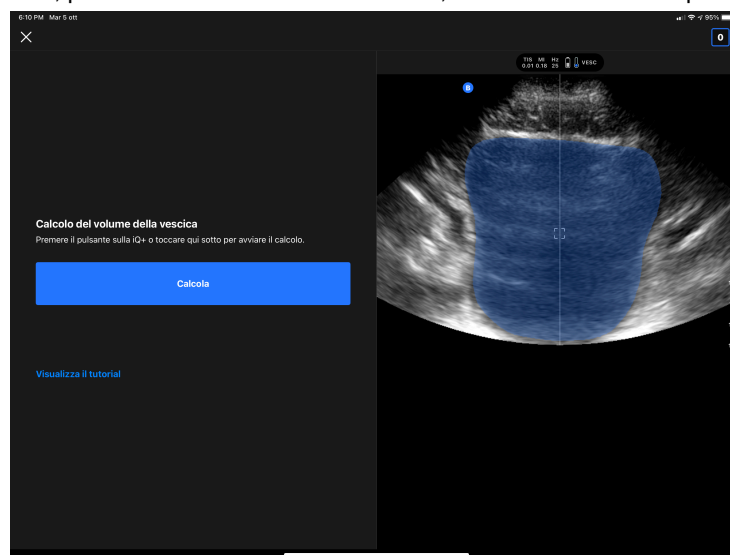 6:10 PM Mar 5 ott
95%
0
TIS MI Hz
0.01 0.18 25 VESC
B
Calcolo del volume della vescica
Premere il pulsante sulla iQ+ o toccare qui sotto per avviare il calcolo.
Calcola
Visualizza il tutorial